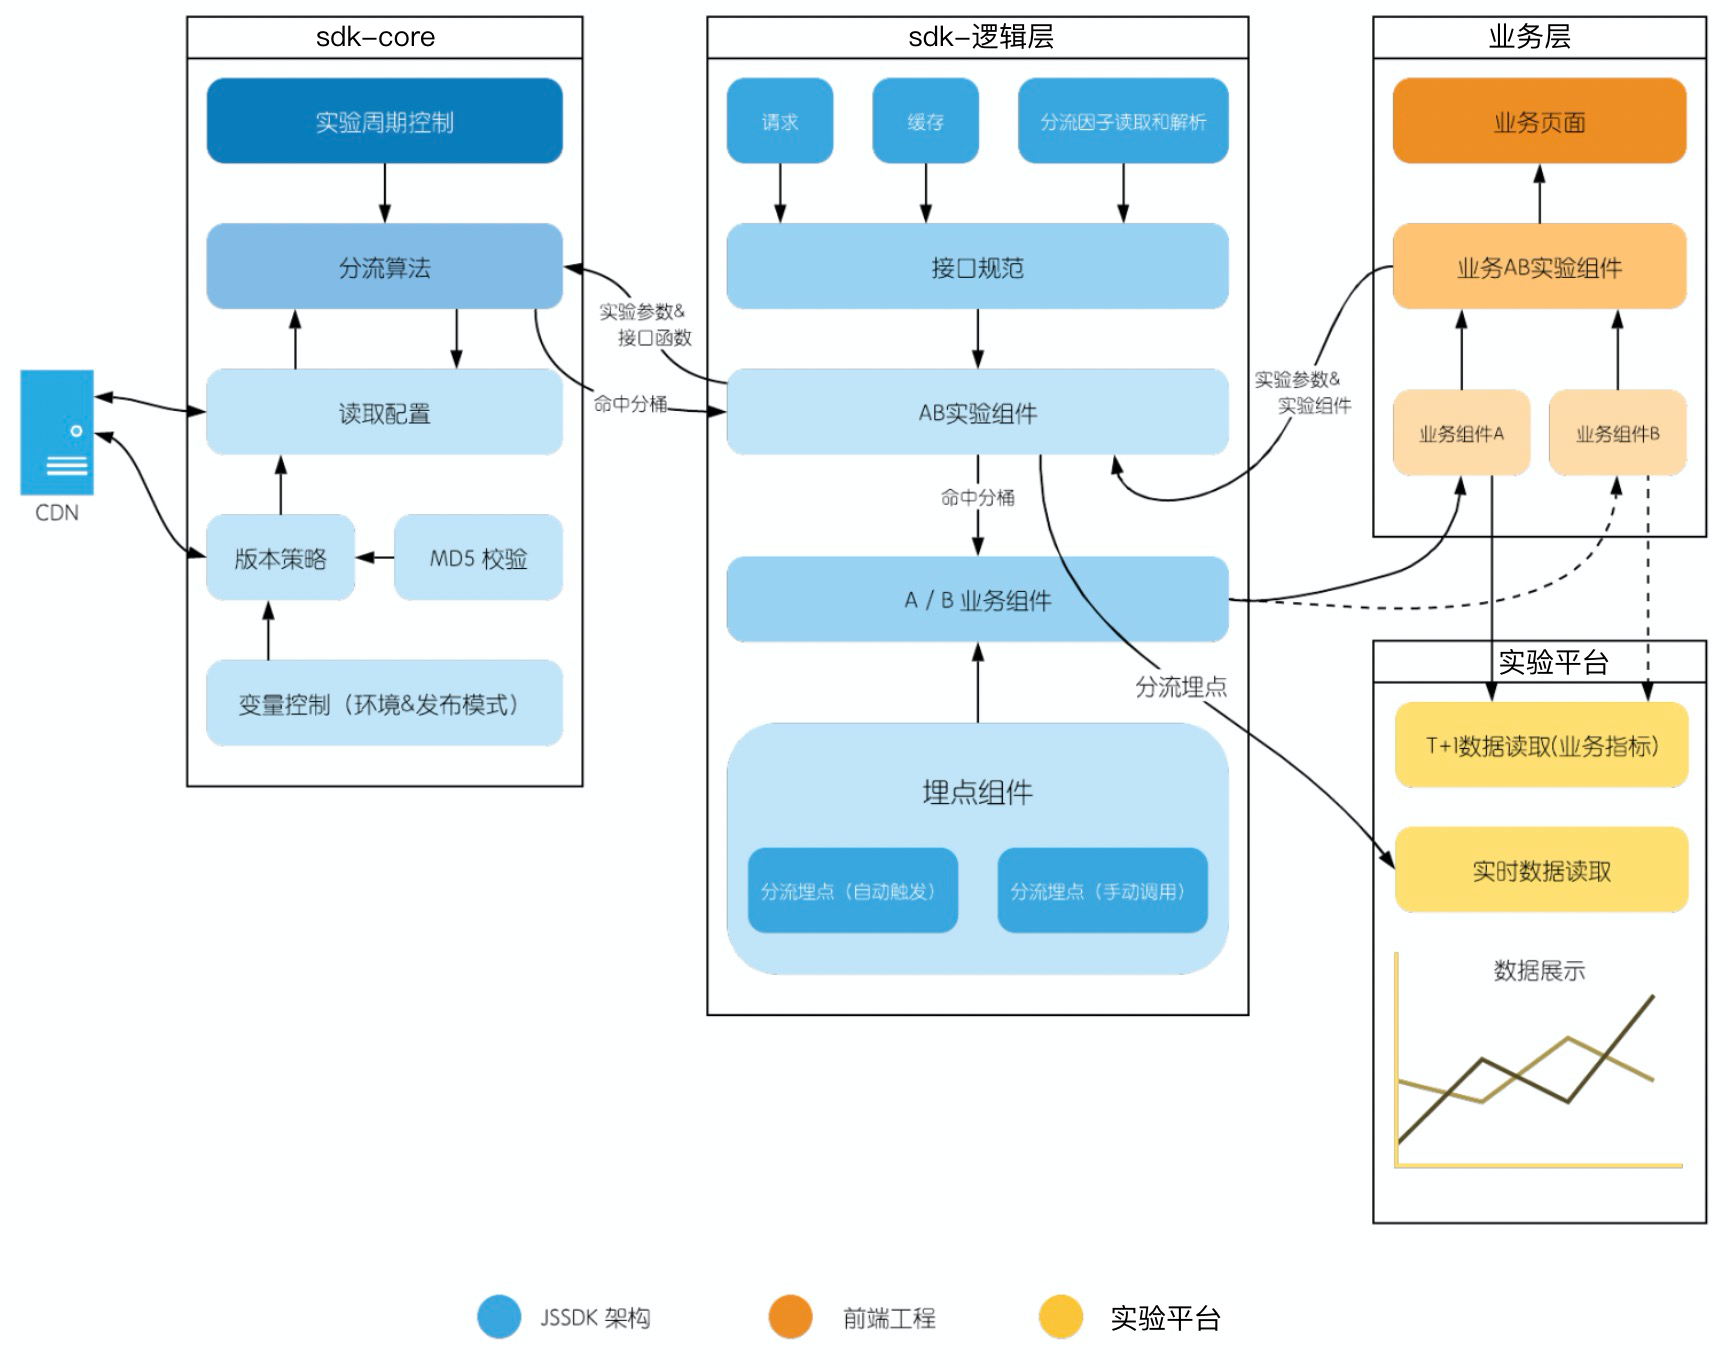 sdk-core
实验周期控制
分流算法
读取配置
版本策略
MD5 校验
变量控制（环境&发布模式）
CDN
实验参数&
接口函数
命中分桶
sdk-逻辑层
请求
缓存
分流因子读取和解析
接口规范
AB实验组件
命中分桶
A / B 业务组件
分流埋点
埋点组件
分流埋点（自动触发）
分流埋点（手动调用）
实验参数&
实验组件
业务层
业务页面
业务AB实验组件
业务组件A
业务组件B
实验平台
T+1数据读取(业务指标)
实时数据读取
数据展示
JSSDK 架构
前端工程
实验平台